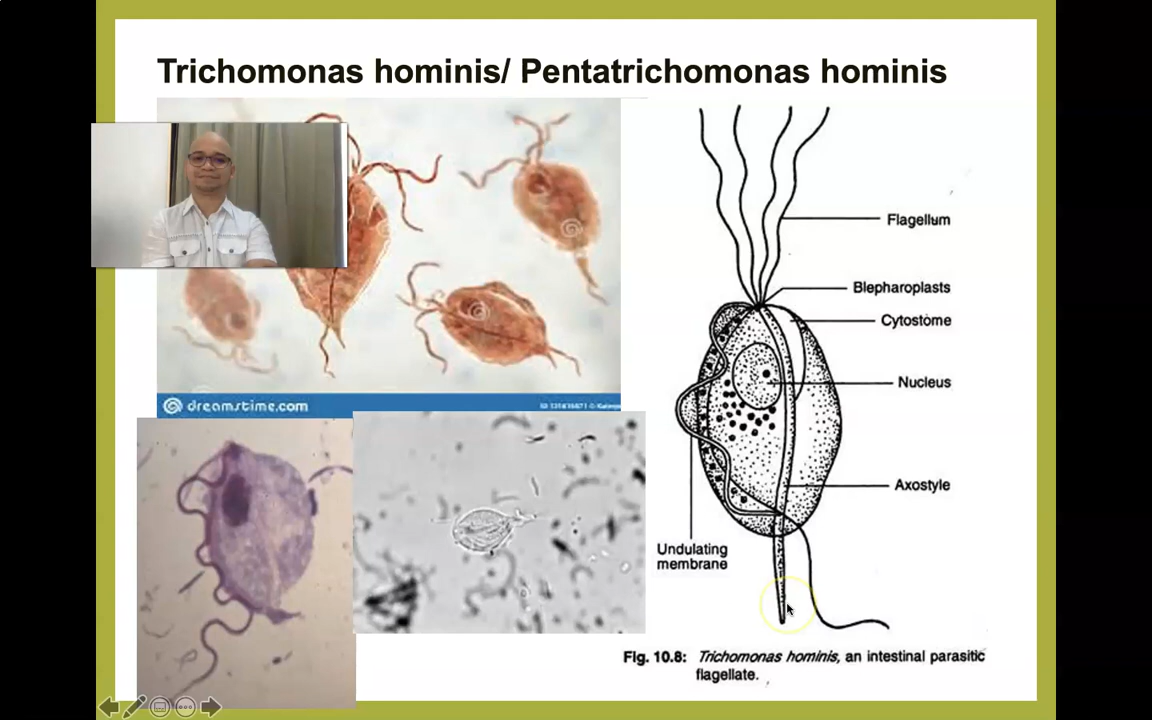 Trichomonas hominis/ Pentatrichomonas hominis
dreamstime.com
Flagellum
Blepharoplasts
Cytostome
Nucleus
Axostyle
Undulating
membrane
Fig. 10.8: Trichomonas hominis, an intestinal parasitic
flagellate.